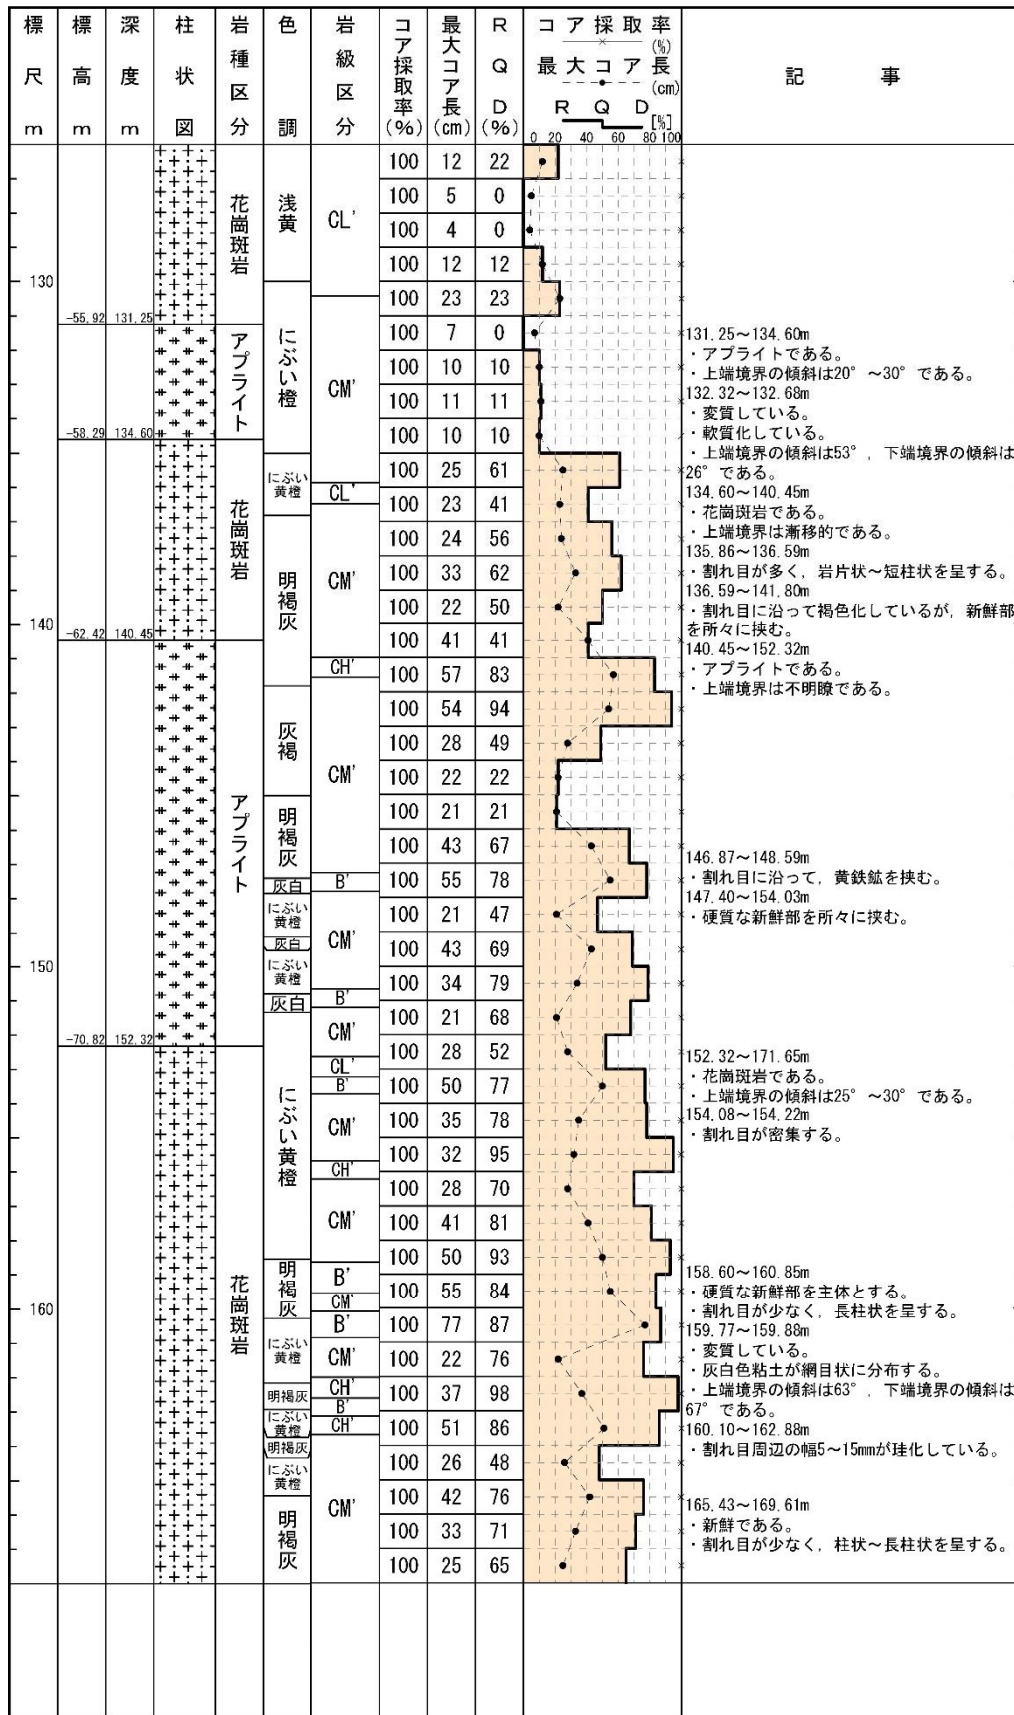 標尺m
標高m
深度m
柱状図
岩種区分
色調
岩級区分
コア採取率(%)
最大コア長(cm)
RQD(%)
コア採取率(%)
最大コア長(cm)
RQD[%]
0 20 40 60 80 100
記事
100 12 22
100 5 0
100 4 0
100 12 12
100 23 23
100 7 0
100 10 10
100 11 11
100 10 10
100 25 61
100 23 41
100 24 56
100 33 62
100 22 50
100 41 41
100 57 83
100 54 94
100 28 49
100 22 22
100 21 21
100 43 67
100 55 78
100 21 47
100 43 69
100 34 79
100 21 68
100 28 52
100 50 77
100 35 78
100 32 95
100 28 70
100 41 81
100 50 93
100 55 84
100 77 87
100 22 76
100 37 98
100 51 86
100 26 48
100 42 76
100 33 71
100 25 65
130
140
150
160
-55.92 131.25
-58.29 134.60
-62.42 140.45
-70.82 152.32
花崗斑岩
アプライト
花崗斑岩
アプライト
花崗斑岩
浅黄
にぶい橙
にぶい黄橙
明褐灰
灰褐
明褐灰
灰白
にぶい黄橙
灰白
にぶい黄橙
灰白
にぶい黄橙
明褐灰
にぶい黄橙
明褐灰
にぶい黄橙
明褐灰
にぶい黄橙
明褐灰
CL'
CM'
CL'
CM'
CH'
CM'
B'
CM'
B'
CM'
CL'
B'
CM'
CH'
CM'
B'
CM'
B'
CM'
CH'
B'
CH'
CM'
131.25～134.60m
・アプライトである。
・上端境界の傾斜は20°～30°である。
132.32～132.68m
・変質している。
・軟質化している。
・上端境界の傾斜は53°，下端境界の傾斜は
26°である。
134.60～140.45m
・花崗斑岩である。
・上端境界は漸移的である。
135.86～136.59m
・割れ目が多く，岩片状～短柱状を呈する。
136.59～141.80m
・割れ目に沿って褐色化しているが，新鮮部
を所々に挟む。
140.45～152.32m
・アプライトである。
・上端境界は不明瞭である。
146.87～148.59m
・割れ目に沿って，黄鉄鉱を挟む。
147.40～154.03m
・硬質な新鮮部を所々に挟む。
152.32～171.65m
・花崗斑岩である。
・上端境界の傾斜は25°～30°である。
154.08～154.22m
・割れ目が密集する。
158.60～160.85m
・硬質な新鮮部を主体とする。
・割れ目が少なく，長柱状を呈する。
159.77～159.88m
・変質している。
・灰白色粘土が網目状に分布する。
・上端境界の傾斜は63°，下端境界の傾斜は
67°である。
160.10～162.88m
・割れ目周辺の幅5～15mmが珪化している。
165.43～169.61m
・新鮮である。
・割れ目が少なく，柱状～長柱状を呈する。